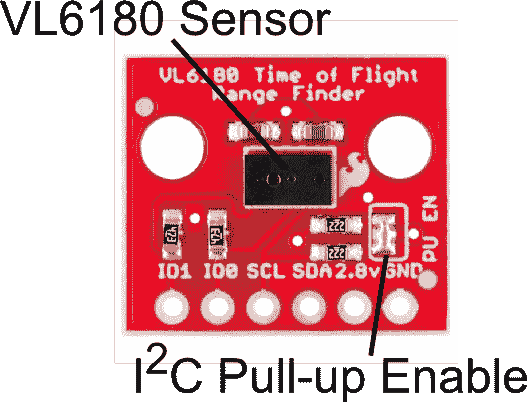 VL6180 Sensor
VL6180 Time of Flight
Range Finder
PU EN
222
222
IO1 IO0 SCL SDA 2.8v GND
I²C Pull-up Enable